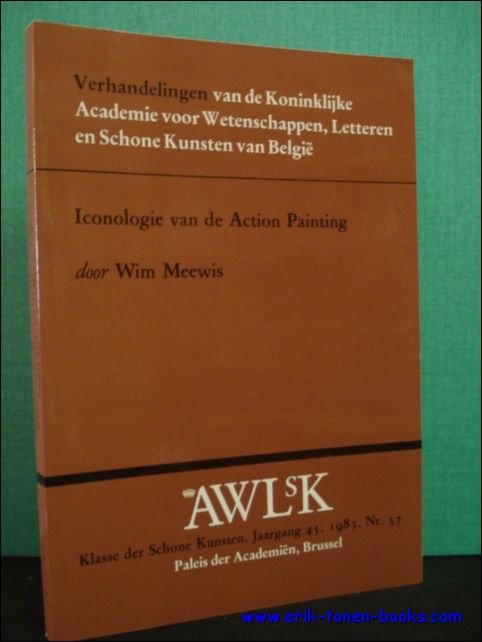 Verhandelingen van de Koninklijke
Academie voor Wetenschappen, Letteren
en Schone Kunsten van België
Iconologie van de Action Painting
door Wim Meewis
AWLSK
Klasse der Schone Kunsten, Jaargang 45, 1983, Nr. 37
Paleis der Academiën, Brussel
www.erik-tonen-books.com